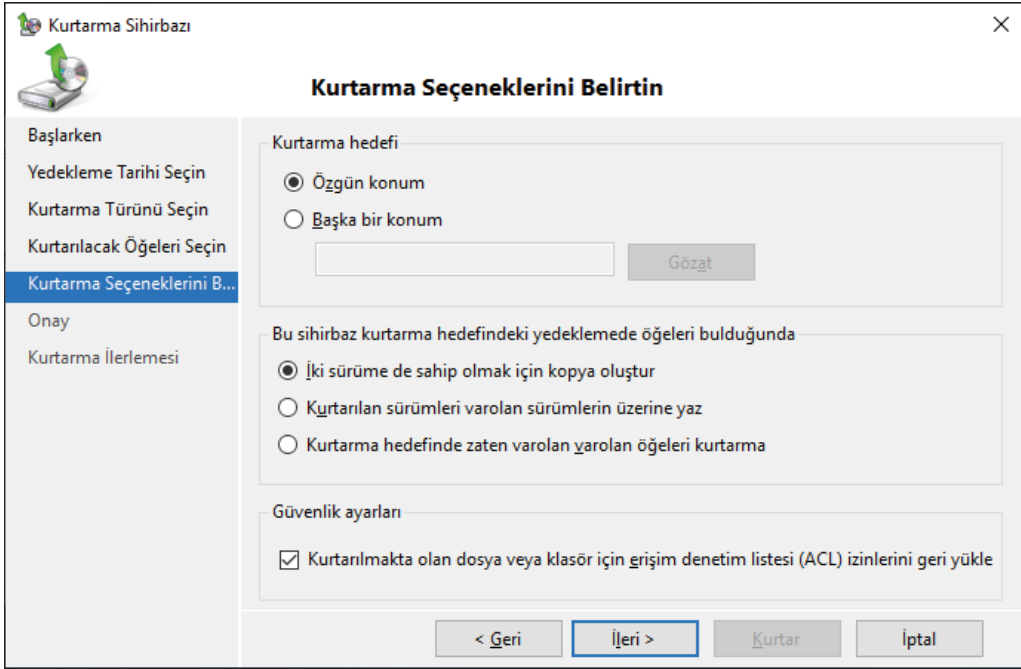 Kurtarma Sihirbazı
Kurtarma Seçeneklerini Belirtin
Başlarken
Yedekleme Tarihi Seçin
Kurtarma Türünü Seçin
Kurtarılacak Öğeleri Seçin
Kurtarma Seçeneklerini B...
Onay
Kurtarma İlerlemesi
Kurtarma hedefi
Özgün konum
Başka bir konum
Gözat
Bu sihirbaz kurtarma hedefindeki yedeklemede öğeleri bulduğunda
İki sürüme de sahip olmak için kopya oluştur
Kurtarılan sürümleri varolan sürümlerin üzerine yaz
Kurtarma hedefinde zaten varolan varolan öğeleri kurtarma
Güvenlik ayarları
Kurtarılmakta olan dosya veya klasör için erişim denetim listesi (ACL) izinlerini geri yükle
< Geri
İleri >
Kurtar
İptal